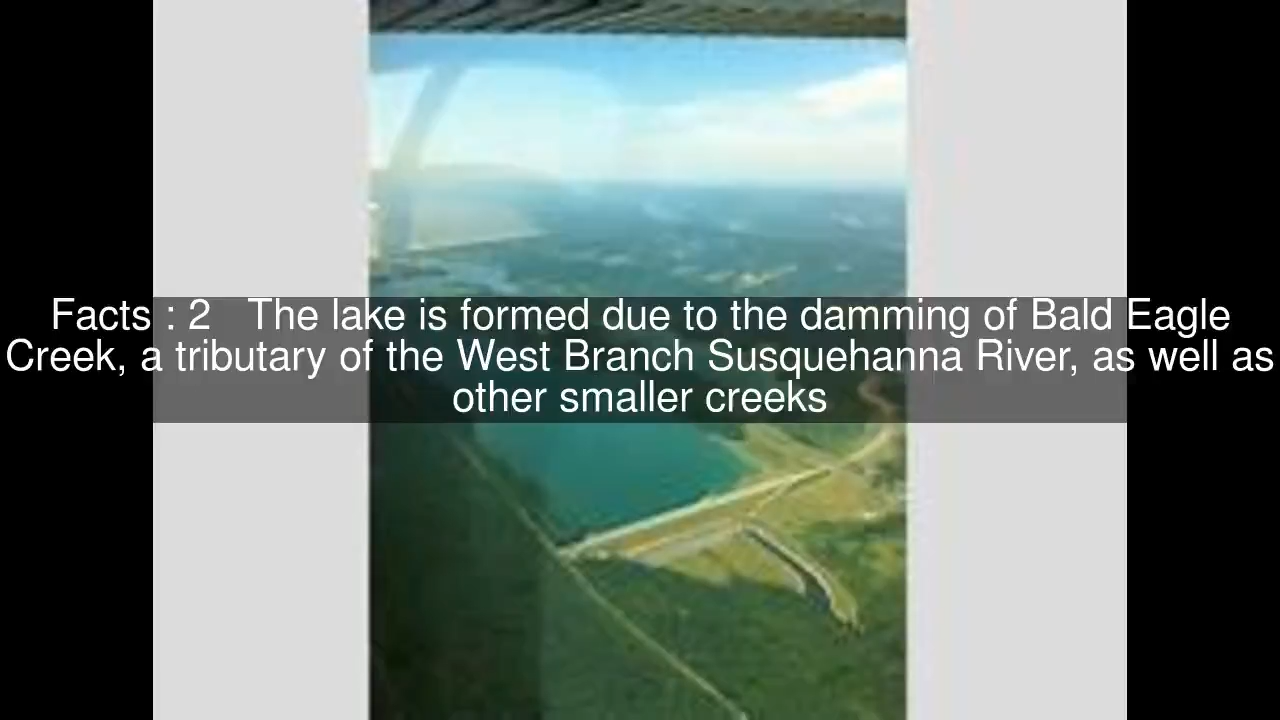 Facts : 2   The lake is formed due to the damming of Bald Eagle
Creek, a tributary of the West Branch Susquehanna River, as well as
other smaller creeks